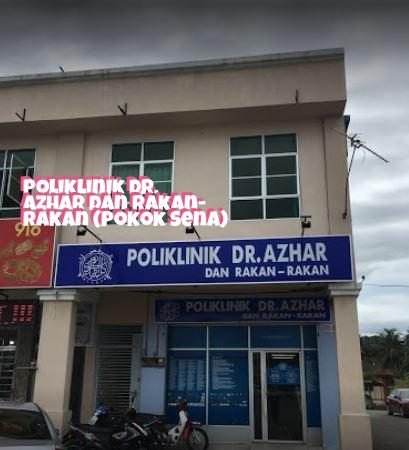 POLIKLINIK DR.
AZHAR DAN RAKAN-
RAKAN (POKOK SENA)
916
POLIKLINIK DR.AZHAR
DAN RAKAN-RAKAN
POLIKLINIK DR.AZHAR
DAN RAKAN-RAKAN